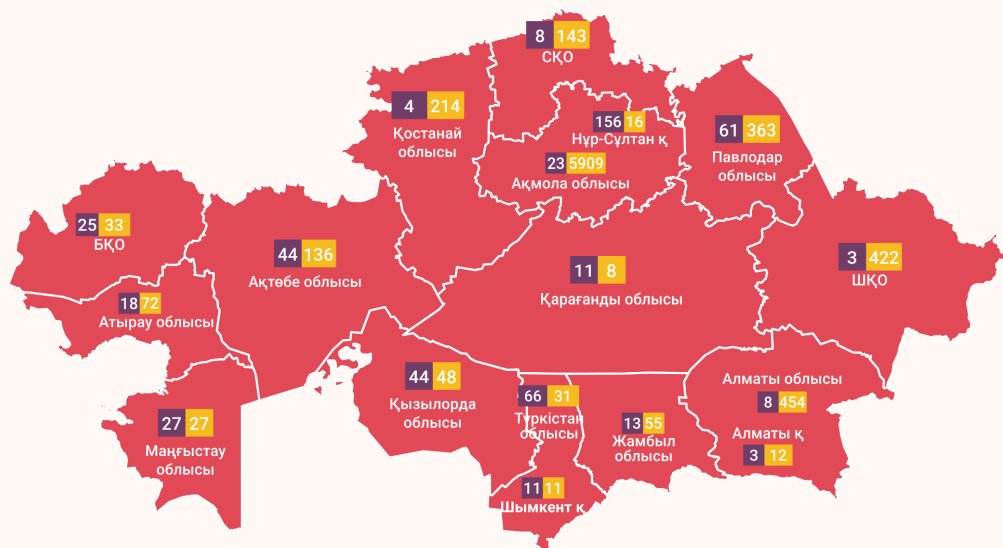 8 143
СҚО
4 214
Қостанай
облысы
156 16
Нұр-Сұлтан қ
23 5909
Ақмола облысы
61 363
Павлодар
облысы
25 33
БҚО
44 136
Ақтөбе облысы
11 8
Қарағанды облысы
3 422
ШҚО
18 72
Атырау облысы
44 48
Қызылорда
облысы
66 31
Түркістан
облысы
13 55
Жамбыл
облысы
Алматы облысы
8 454
Алматы қ
3 12
27 27
Маңғыстау
облысы
11 11
Шымкент қ